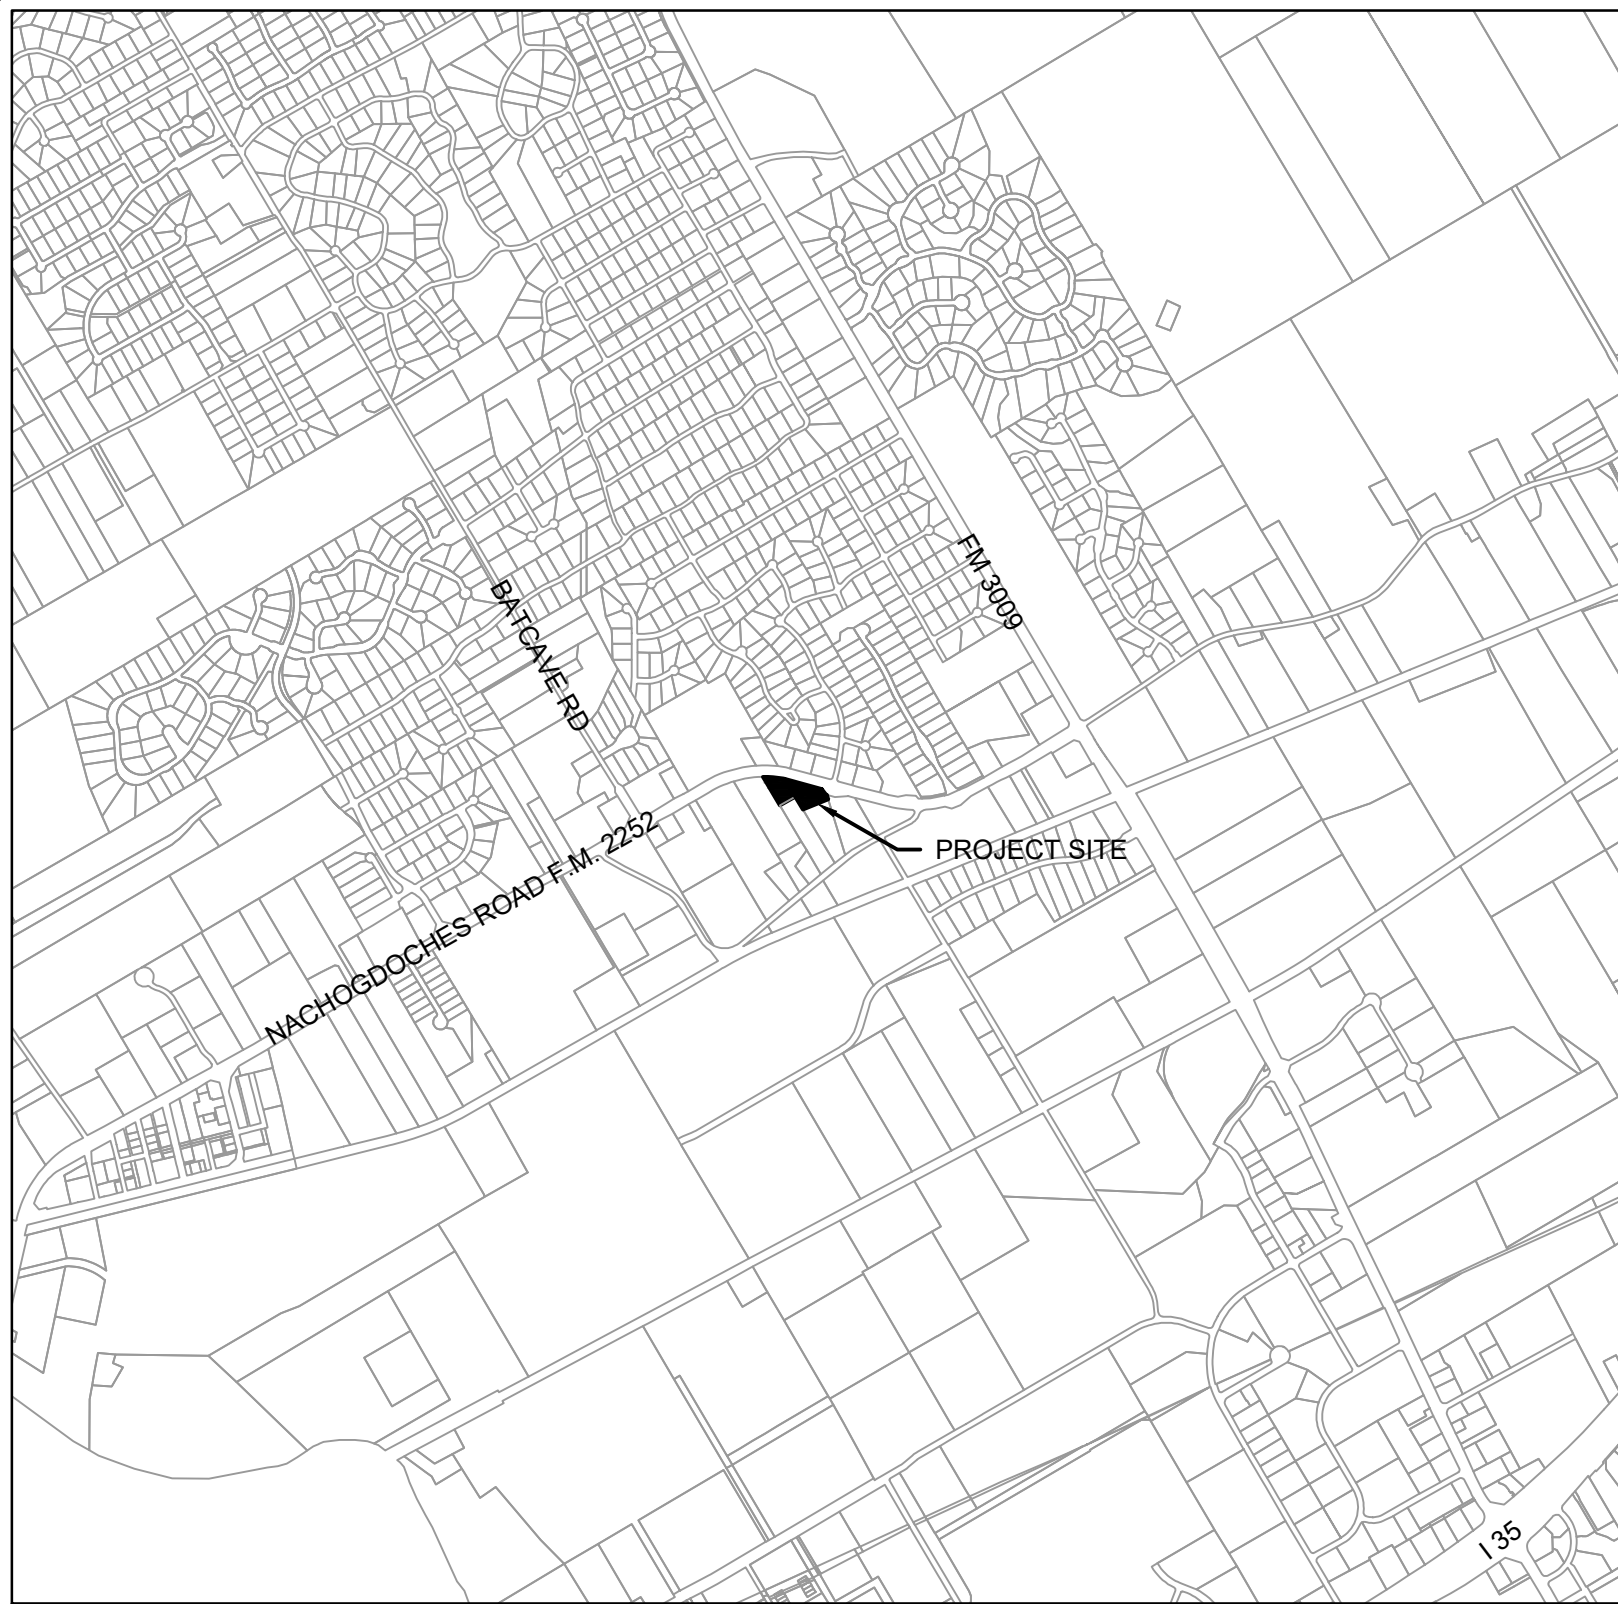 FM 3009
BATCAVE RD
NACHOGDOCHES ROAD F.M. 2252
PROJECT SITE
I 35